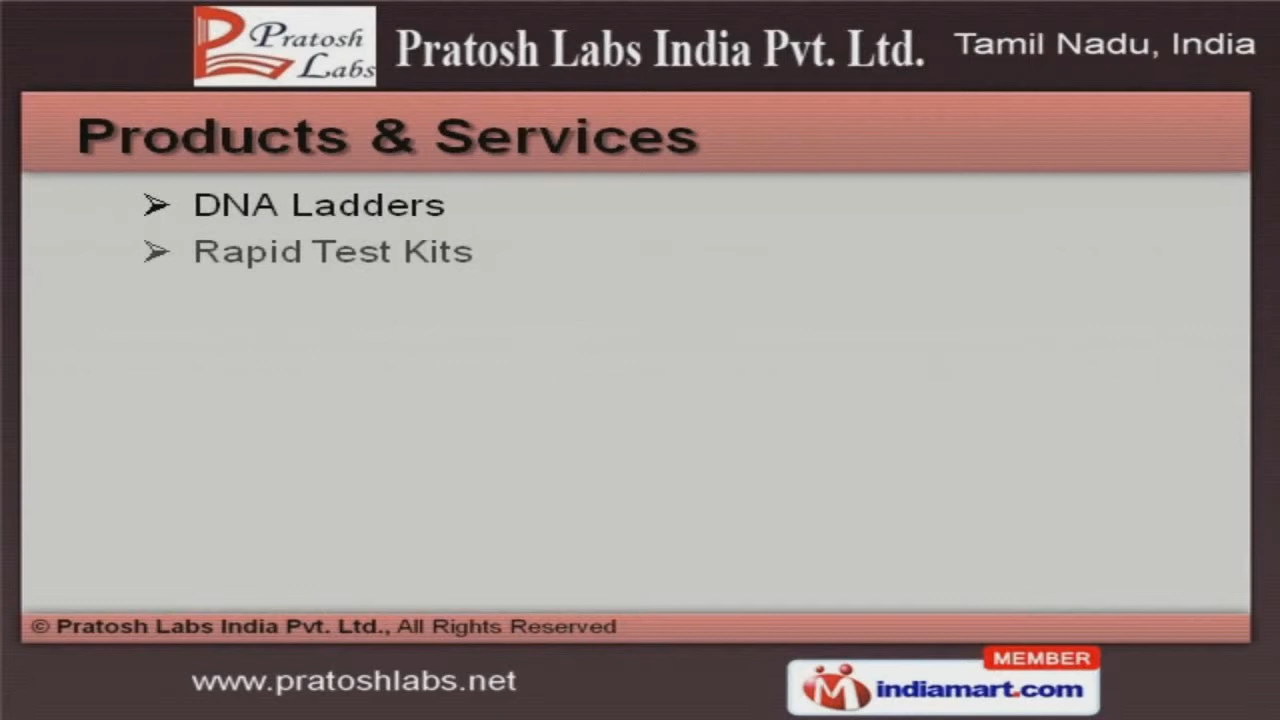 Pratosh
Labs
Pratosh Labs India Pvt. Ltd.
Tamil Nadu, India
Products & Services
➢ DNA Ladders
➢ Rapid Test Kits
© Pratosh Labs India Pvt. Ltd., All Rights Reserved
www.pratoshlabs.net
MEMBER
indiamart.com